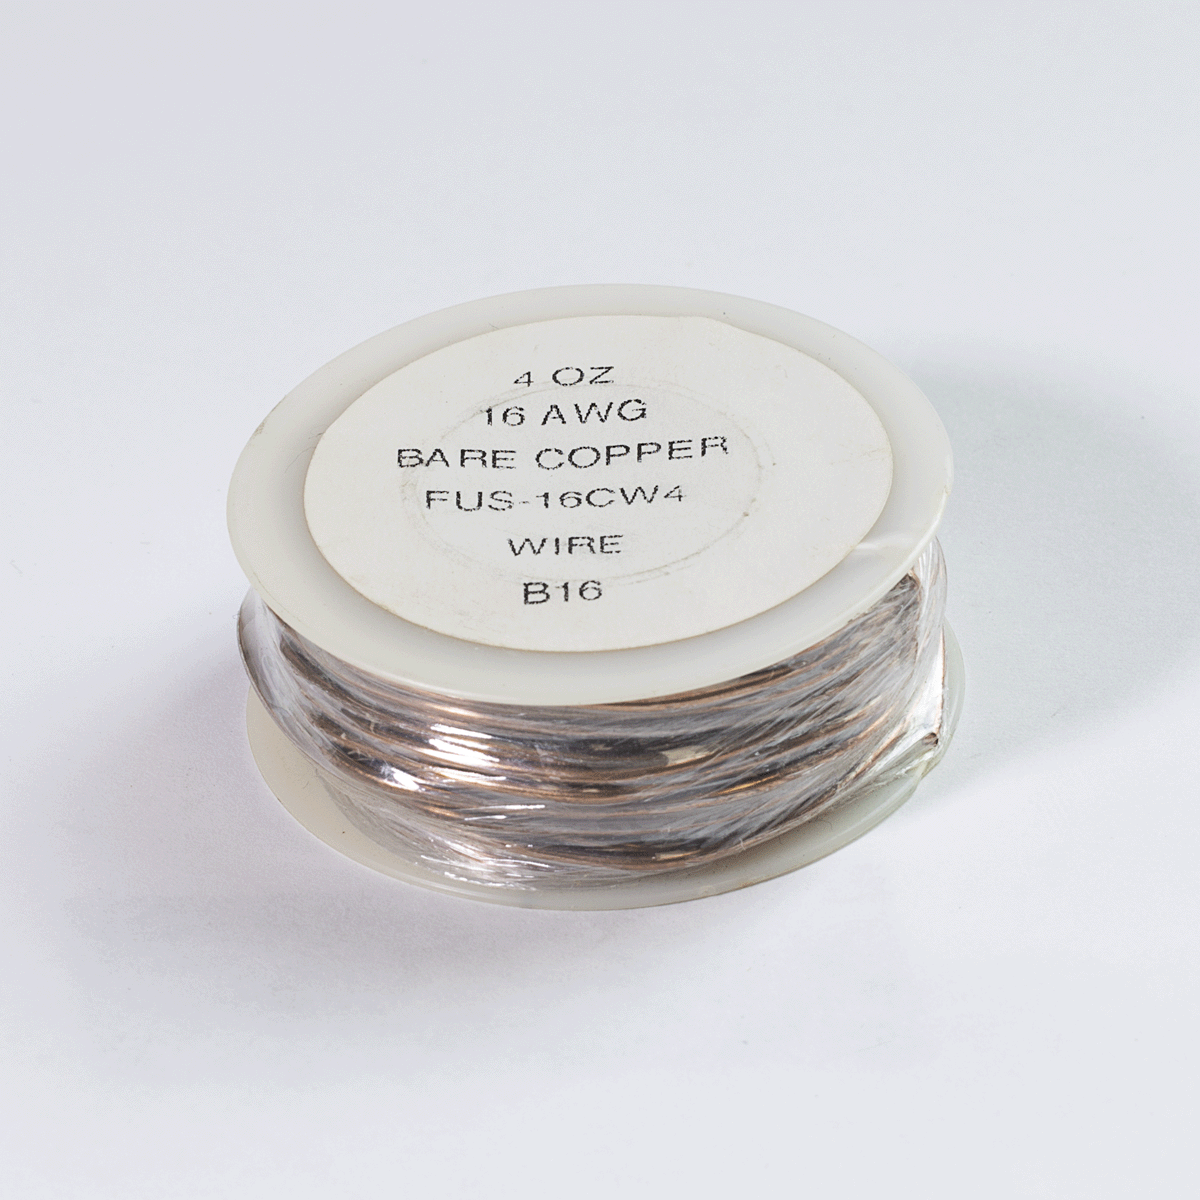 4 OZ
16 AWG
BARE COPPER
FUS-16CW4
WIRE
B16